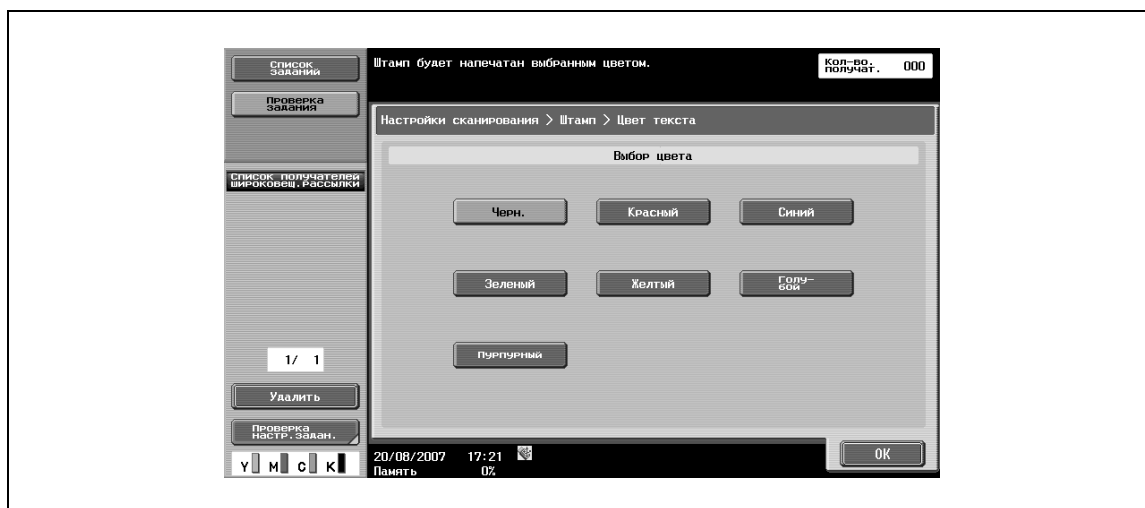 Список
заданий
Проверка
задания
Список получателей
широковещ.рассылки
1/ 1
Удалить
Проверка
настр.задан.
Y M C K
Штамп будет напечатан выбранным цветом.
Кол-во.
получат. 000
Настройки сканирования > Штамп > Цвет текста
Выбор цвета
Черн. Красный Синий
Зеленый Желтый Голу-
бой
Пурпурный
OK
20/08/2007 17:21
Память 0%